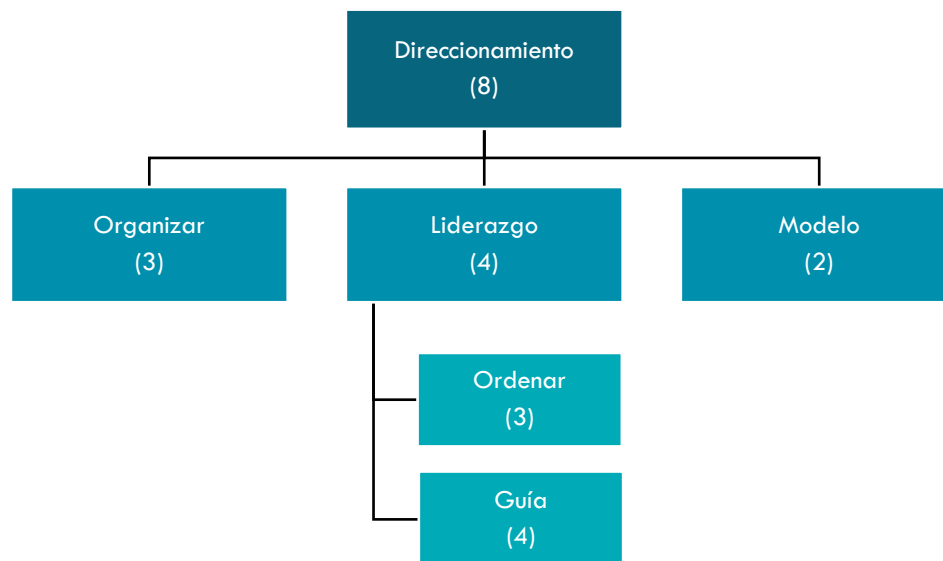 Direccionamiento
(8)
Organizar
(3)
Liderazgo
(4)
Modelo
(2)
Ordenar
(3)
Guía
(4)